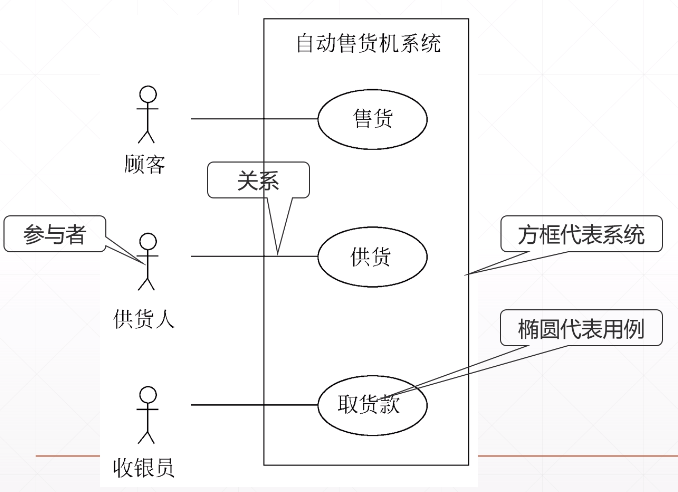 自动售货机系统
售货
顾客
关系
参与者
方框代表系统
供货
供货人
椭圆代表用例
取货款
收银员